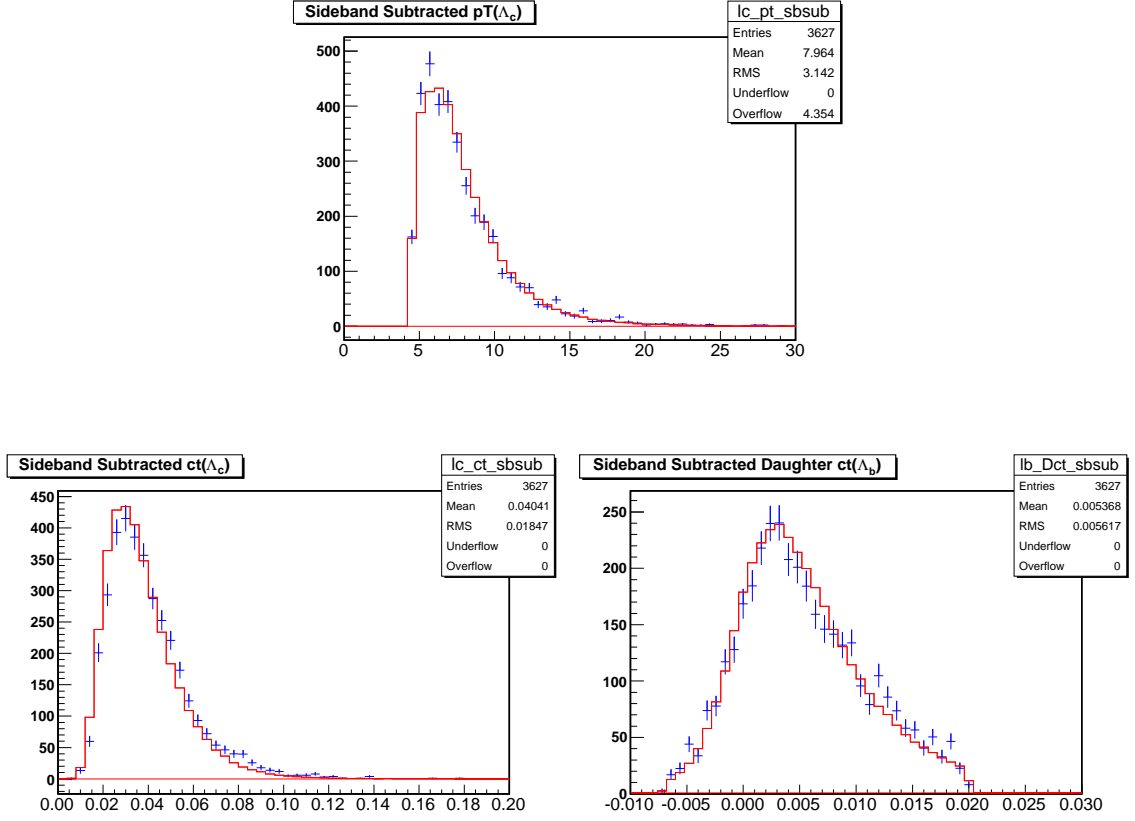 Sideband Subtracted pT(Λc)
lc_pt_sbsub
Entries 3627
Mean 7.964
RMS 3.142
Underflow 0
Overflow 4.354
500
400
300
200
100
0
0 5 10 15 20 25 30
Sideband Subtracted ct(Λc)
lc_ct_sbsub
Entries 3627
Mean 0.04041
RMS 0.01847
Underflow 0
Overflow 0
450
400
350
300
250
200
150
100
50
0
0.00 0.02 0.04 0.06 0.08 0.10 0.12 0.14 0.16 0.18 0.20
Sideband Subtracted Daughter ct(Λb)
lb_Dct_sbsub
Entries 3627
Mean 0.005368
RMS 0.005617
Underflow 0
Overflow 0
250
200
150
100
50
0
-0.010 -0.005 0.000 0.005 0.010 0.015 0.020 0.025 0.030